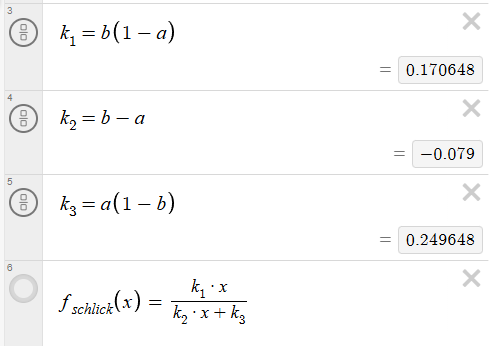 3
k₁ = b(1 − a)
= 0.170648
4
k₂ = b − a
= −0.079
5
k₃ = a(1 − b)
= 0.249648
6
f_schlick(x) = (k₁ · x) / (k₂ · x + k₃)